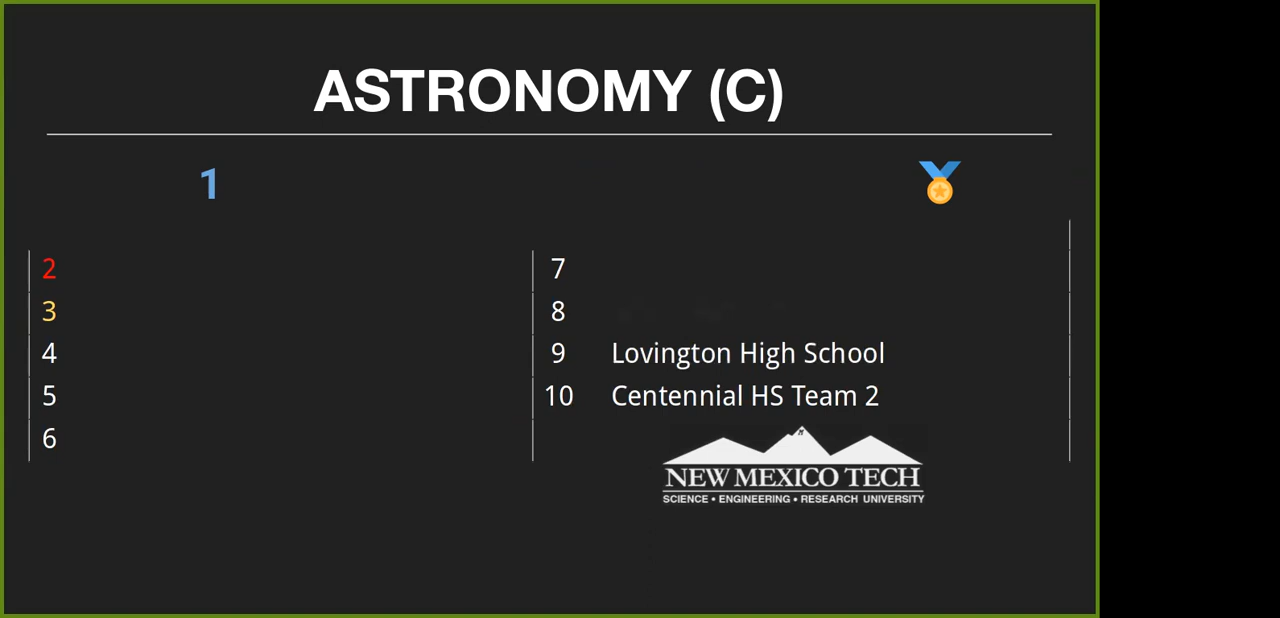 ASTRONOMY (C)
1
2
3
4
5
6
7
8
9 Lovington High School
10 Centennial HS Team 2
NEW MEXICO TECH
SCIENCE • ENGINEERING • RESEARCH UNIVERSITY